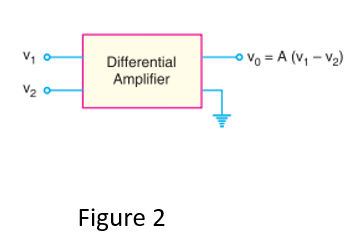 v₁
v₂
Differential
Amplifier
v₀ = A (v₁ – v₂)
Figure 2